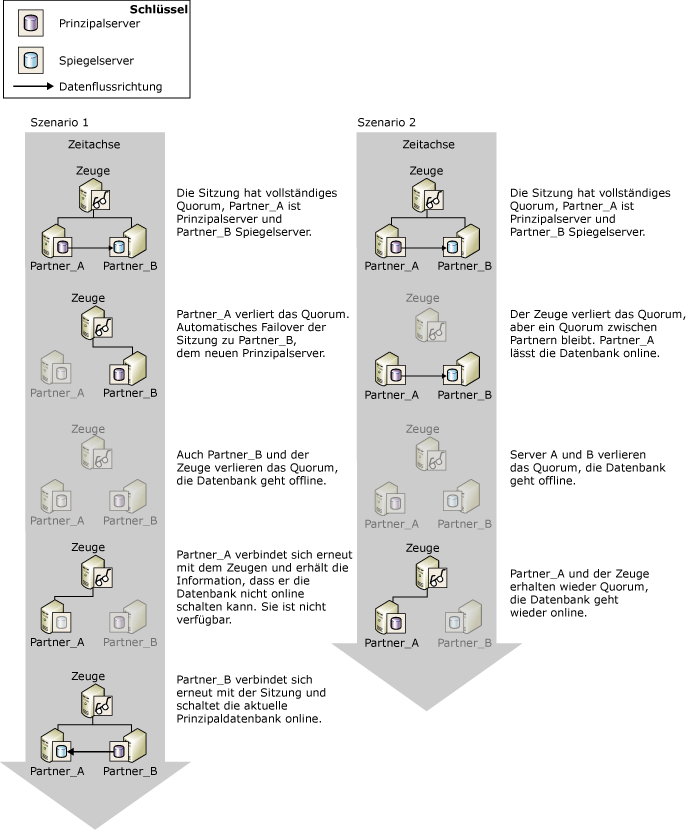 Schlüssel
Prinzipalserver
Spiegelserver
Datenflussrichtung
Szenario 1
Zeitachse
Zeuge
Partner_A
Partner_B
Die Sitzung hat vollständiges
Quorum, Partner_A ist
Prinzipalserver und
Partner_B Spiegelserver.
Zeuge
Partner_A
Partner_B
Partner_A verliert das Quorum.
Automatisches Failover der
Sitzung zu Partner_B,
dem neuen Prinzipalserver.
Zeuge
Partner_A
Partner_B
Auch Partner_B und der
Zeuge verlieren das Quorum,
die Datenbank geht offline.
Zeuge
Partner_A
Partner_B
Partner_A verbindet sich erneut
mit dem Zeugen und erhält die
Information, dass er die
Datenbank nicht online
schalten kann. Sie ist nicht
verfügbar.
Zeuge
Partner_A
Partner_B
Partner_B verbindet sich
erneut mit der Sitzung und
schaltet die aktuelle
Prinzipaldatenbank online.
Szenario 2
Zeitachse
Zeuge
Partner_A
Partner_B
Die Sitzung hat vollständiges
Quorum, Partner_A ist
Prinzipalserver und
Partner_B Spiegelserver.
Zeuge
Partner_A
Partner_B
Der Zeuge verliert das Quorum,
aber ein Quorum zwischen
Partnern bleibt. Partner_A
lässt die Datenbank online.
Zeuge
Partner_A
Partner_B
Server A und B verlieren
das Quorum, die Datenbank
geht offline.
Zeuge
Partner_A
Partner_B
Partner_A und der Zeuge
erhalten wieder Quorum,
die Datenbank geht
wieder online.